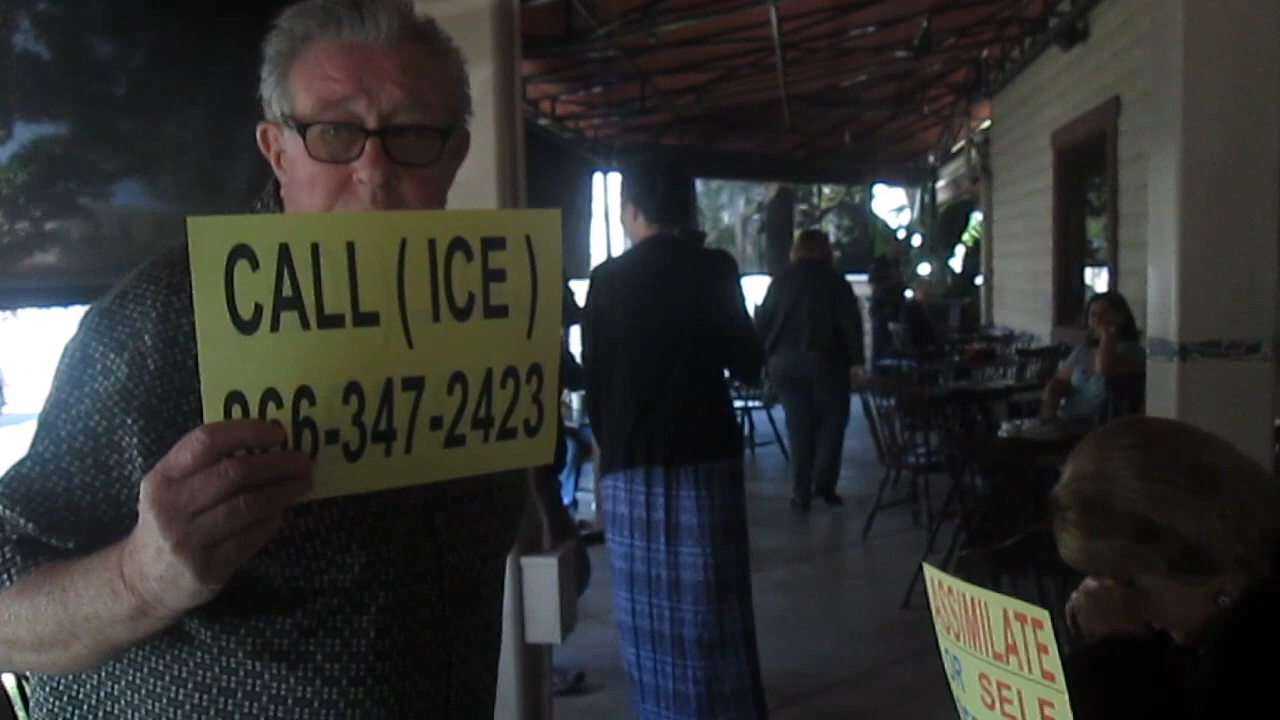 CALL ( ICE )
866-347-2423
ASSIMILATE
OR SELF